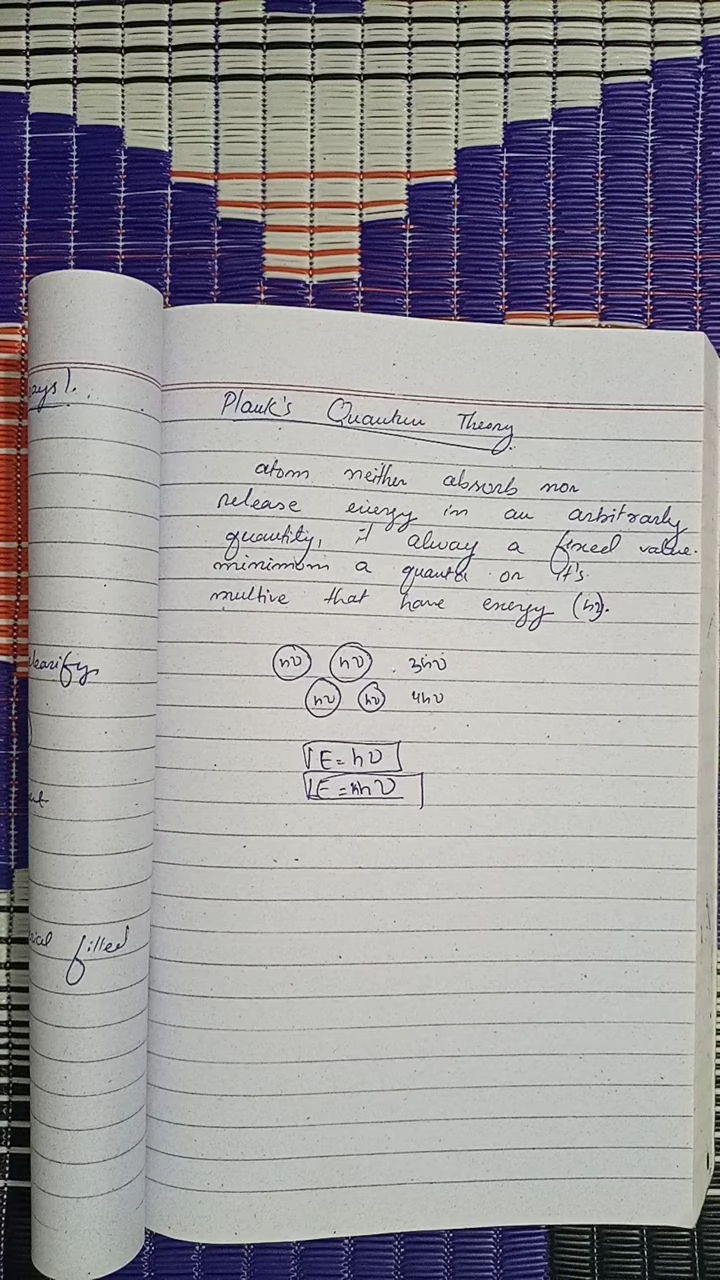 ays).
Plank's Quantum Theory.
atom neither absorb nor
release energy in an arbitrarly
quantity, it alway a fixed value.
minimum a quanta or it's
multive that have energy (hν).
clearify
hν hν . 3hν
hν hν 4hν
E = hν
E = nhν
filled